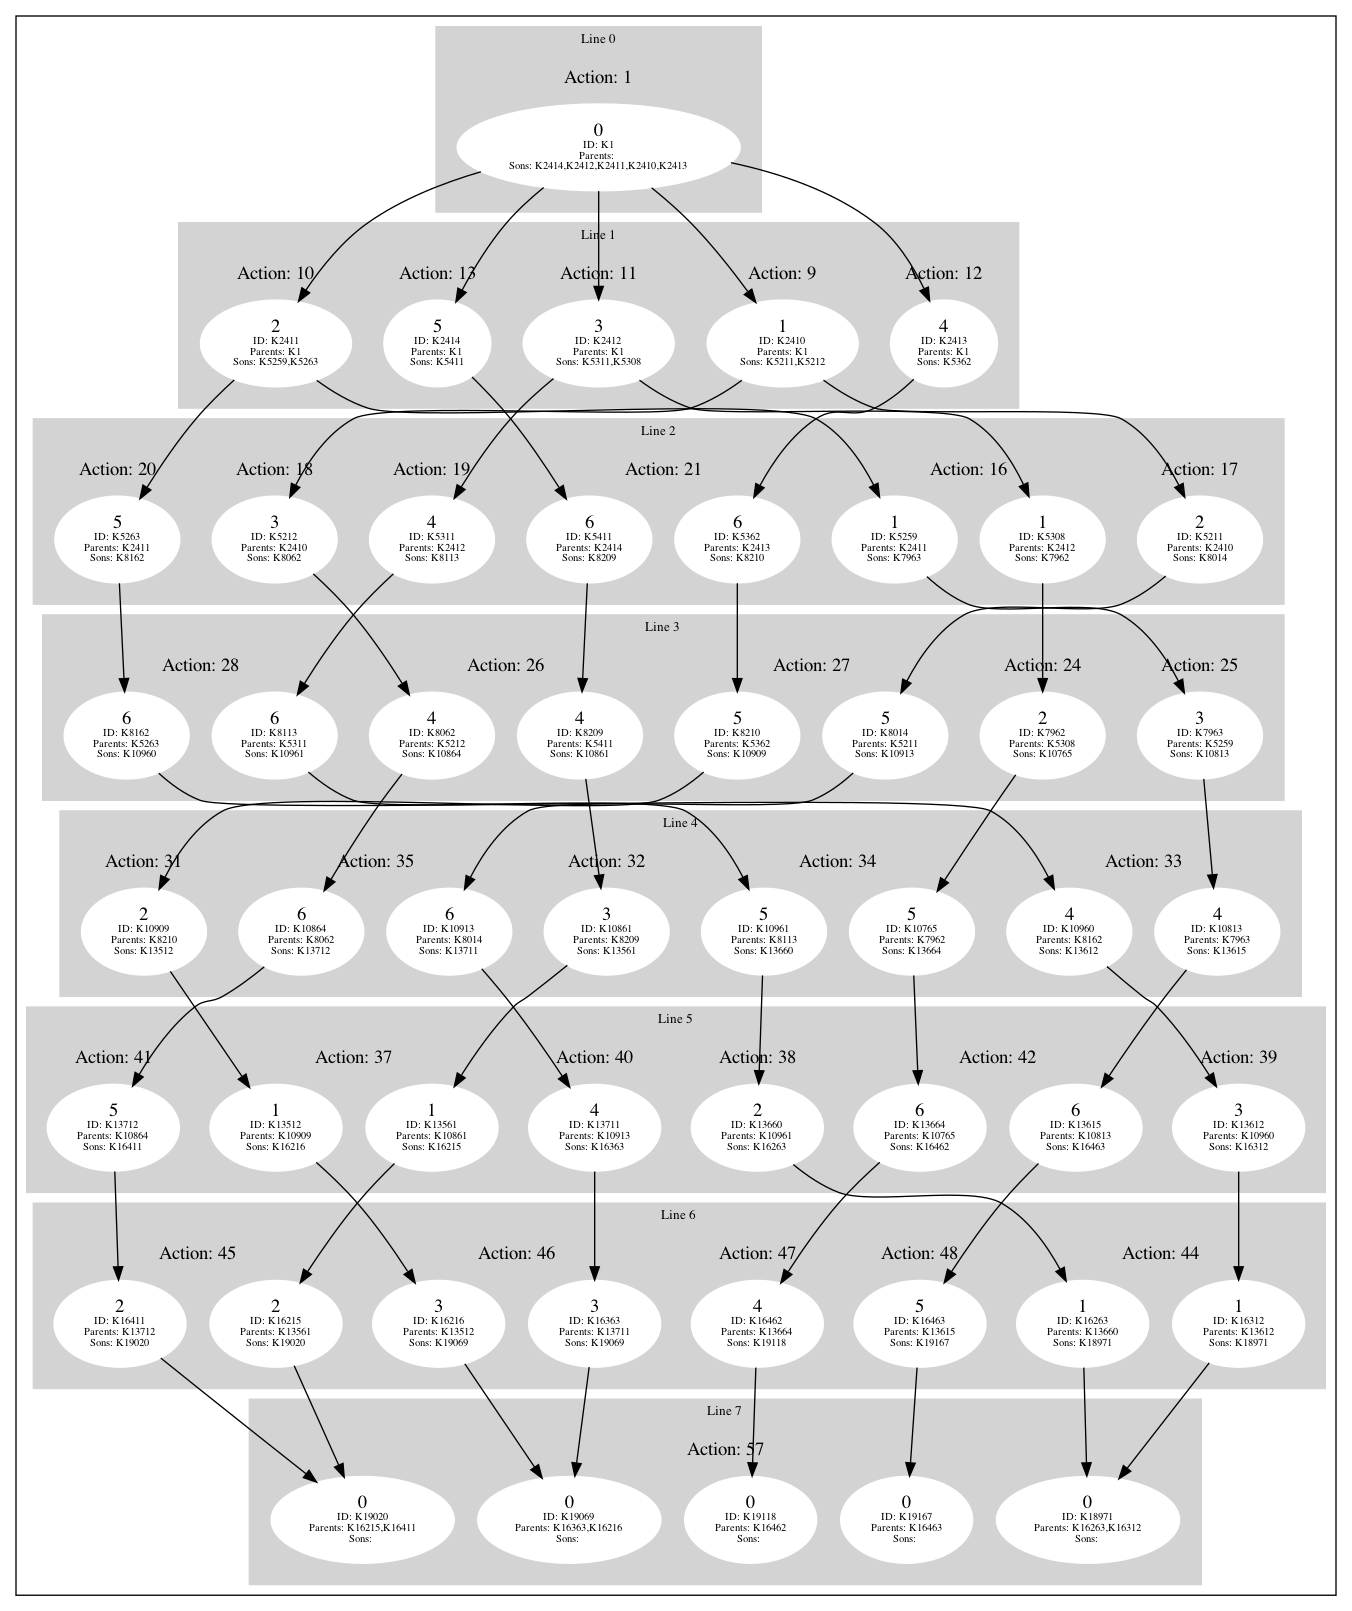 Line 0
Action: 1
0
ID: K1
Parents:
Sons: K2414,K2412,K2411,K2410,K2413
Line 1
Action: 10
Action: 13
Action: 11
Action: 9
Action: 12
2
ID: K2411
Parents: K1
Sons: K5259,K5263
5
ID: K2414
Parents: K1
Sons: K5411
3
ID: K2412
Parents: K1
Sons: K5311,K5308
1
ID: K2410
Parents: K1
Sons: K5211,K5212
4
ID: K2413
Parents: K1
Sons: K5362
Line 2
Action: 20
Action: 18
Action: 19
Action: 21
Action: 16
Action: 17
5
ID: K5263
Parents: K2411
Sons: K8162
3
ID: K5212
Parents: K2410
Sons: K8062
4
ID: K5311
Parents: K2412
Sons: K8113
6
ID: K5411
Parents: K2414
Sons: K8209
6
ID: K5362
Parents: K2413
Sons: K8210
1
ID: K5259
Parents: K2411
Sons: K7963
1
ID: K5308
Parents: K2412
Sons: K7962
2
ID: K5211
Parents: K2410
Sons: K8014
Line 3
Action: 28
Action: 26
Action: 27
Action: 24
Action: 25
6
ID: K8162
Parents: K5263
Sons: K10960
6
ID: K8113
Parents: K5311
Sons: K10961
4
ID: K8062
Parents: K5212
Sons: K10864
4
ID: K8209
Parents: K5411
Sons: K10861
5
ID: K8210
Parents: K5362
Sons: K10909
5
ID: K8014
Parents: K5211
Sons: K10913
2
ID: K7962
Parents: K5308
Sons: K10765
3
ID: K7963
Parents: K5259
Sons: K10813
Line 4
Action: 31
Action: 35
Action: 32
Action: 34
Action: 33
2
ID: K10909
Parents: K8210
Sons: K13512
6
ID: K10864
Parents: K8062
Sons: K13712
6
ID: K10913
Parents: K8014
Sons: K13711
3
ID: K10861
Parents: K8209
Sons: K13561
5
ID: K10961
Parents: K8113
Sons: K13660
5
ID: K10765
Parents: K7962
Sons: K13664
4
ID: K10960
Parents: K8162
Sons: K13612
4
ID: K10813
Parents: K7963
Sons: K13615
Line 5
Action: 41
Action: 37
Action: 40
Action: 38
Action: 42
Action: 39
5
ID: K13712
Parents: K10864
Sons: K16411
1
ID: K13512
Parents: K10909
Sons: K16216
1
ID: K13561
Parents: K10861
Sons: K16215
4
ID: K13711
Parents: K10913
Sons: K16363
2
ID: K13660
Parents: K10961
Sons: K16263
6
ID: K13664
Parents: K10765
Sons: K16462
6
ID: K13615
Parents: K10813
Sons: K16463
3
ID: K13612
Parents: K10960
Sons: K16312
Line 6
Action: 45
Action: 46
Action: 47
Action: 48
Action: 44
2
ID: K16411
Parents: K13712
Sons: K19020
2
ID: K16215
Parents: K13561
Sons: K19020
3
ID: K16216
Parents: K13512
Sons: K19069
3
ID: K16363
Parents: K13711
Sons: K19069
4
ID: K16462
Parents: K13664
Sons: K19118
5
ID: K16463
Parents: K13615
Sons: K19167
1
ID: K16263
Parents: K13660
Sons: K18971
1
ID: K16312
Parents: K13612
Sons: K18971
Line 7
Action: 57
0
ID: K19020
Parents: K16215,K16411
Sons:
0
ID: K19069
Parents: K16363,K16216
Sons:
0
ID: K19118
Parents: K16462
Sons:
0
ID: K19167
Parents: K16463
Sons:
0
ID: K18971
Parents: K16263,K16312
Sons: